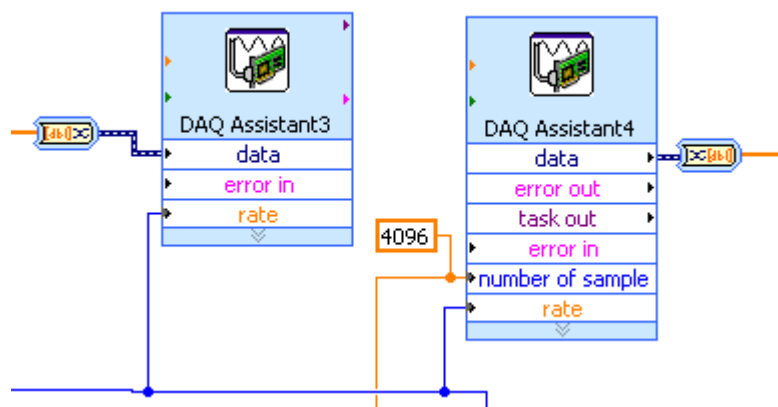 DAQ Assistant3
data
error in
rate
DAQ Assistant4
data
error out
task out
error in
number of sample
rate
4096